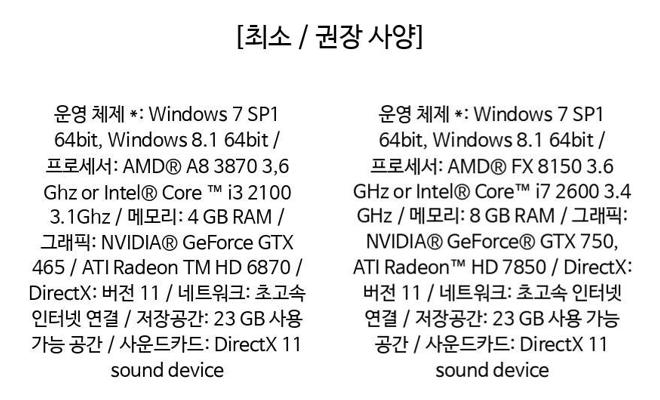 [최소 / 권장 사양]
운영 체제 *: Windows 7 SP1
64bit, Windows 8.1 64bit /
프로세서: AMD® A8 3870 3,6
Ghz or Intel® Core ™ i3 2100
3.1Ghz / 메모리: 4 GB RAM /
그래픽: NVIDIA® GeForce GTX
465 / ATI Radeon TM HD 6870 /
DirectX: 버전 11 / 네트워크: 초고속
인터넷 연결 / 저장공간: 23 GB 사용
가능 공간 / 사운드카드: DirectX 11
sound device
운영 체제 *: Windows 7 SP1
64bit, Windows 8.1 64bit /
프로세서: AMD® FX 8150 3.6
GHz or Intel® Core™ i7 2600 3.4
GHz / 메모리: 8 GB RAM / 그래픽:
NVIDIA® GeForce® GTX 750,
ATI Radeon™ HD 7850 / DirectX:
버전 11 / 네트워크: 초고속 인터넷
연결 / 저장공간: 23 GB 사용 가능
공간 / 사운드카드: DirectX 11
sound device